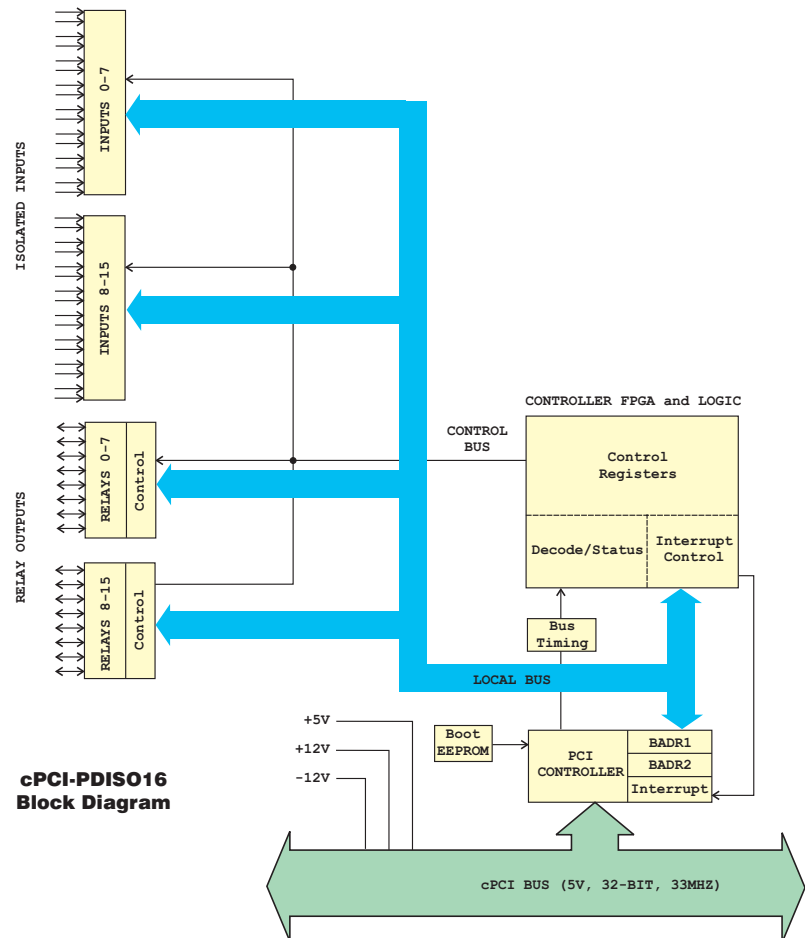 ISOLATED INPUTS
INPUTS 0-7
INPUTS 8-15
RELAY OUTPUTS
RELAYS 0-7
Control
RELAYS 8-15
Control
CONTROL
BUS
CONTROLLER FPGA and LOGIC
Control
Registers
Decode/Status
Interrupt
Control
Bus
Timing
LOCAL BUS
Boot
EEPROM
PCI
CONTROLLER
BADR1
BADR2
Interrupt
+5V
+12V
-12V
cPCI-PDISO16
Block Diagram
cPCI BUS (5V, 32-BIT, 33MHZ)